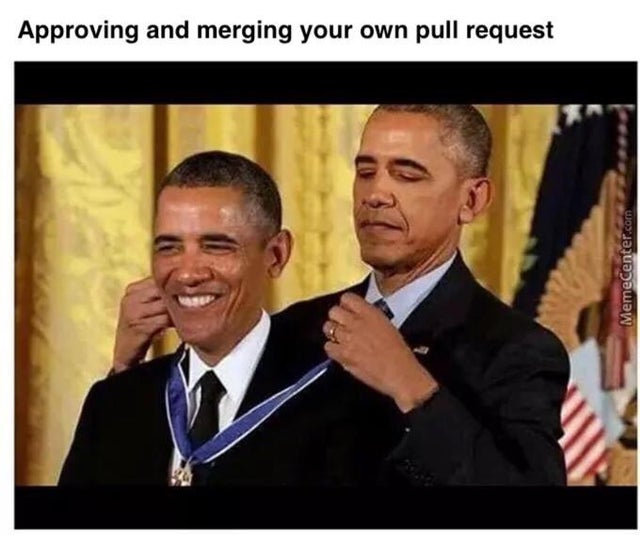 Approving and merging your own pull request
MemeCenter.com